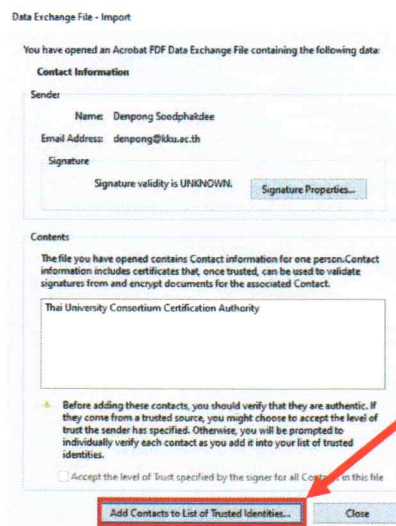 Data Exchange File - Import
You have opened an Acrobat FDF Data Exchange File containing the following data:
Contact Information
Sender
Name: Denpong Soodphakdee
Email Address: denpong@kku.ac.th
Signature
Signature validity is UNKNOWN.
Signature Properties...
Contents
The file you have opened contains Contact information for one person.Contact
information includes certificates that, once trusted, can be used to validate
signatures from and encrypt documents for the associated Contact.
Thai University Consortium Certification Authority
Before adding these contacts, you should verify that they are authentic. If
they come from a trusted source, you might choose to accept the level of
trust the sender has specified. Otherwise, you will be prompted to
individually verify each contact as you add it into your list of trusted
identities.
Accept the level of Trust specified by the signer for all Contacts in this file
Add Contacts to List of Trusted Identities...
Close